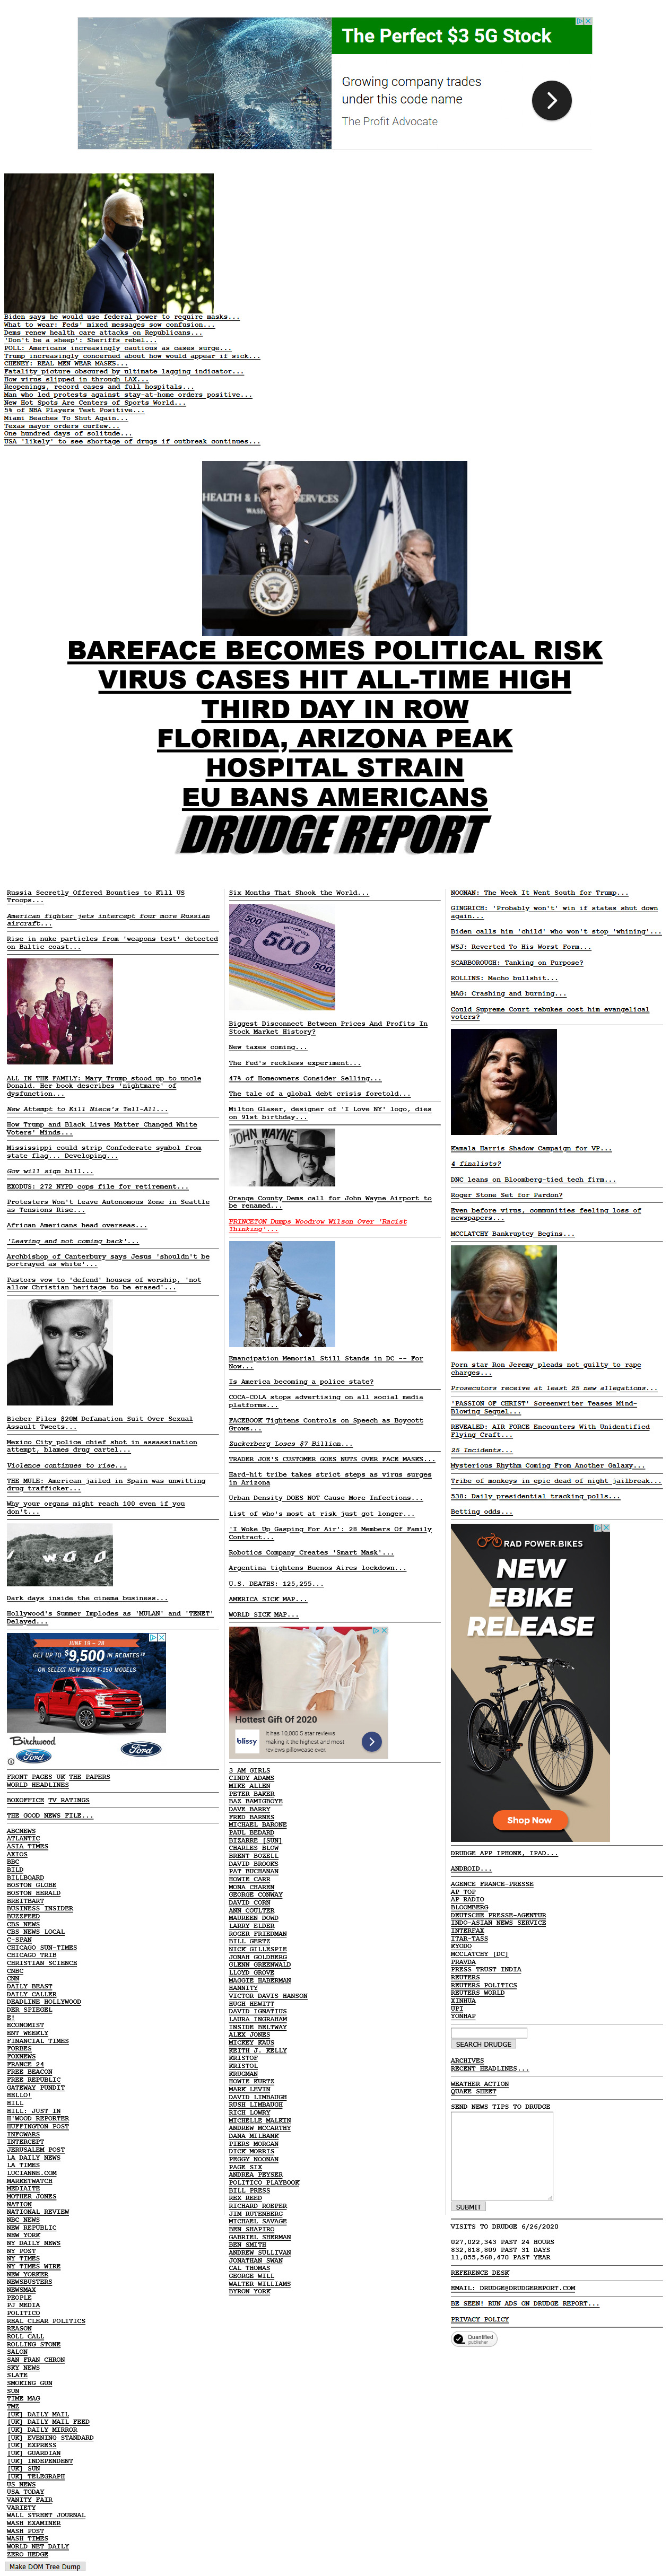 The Perfect $3 5G Stock
Growing company trades
under this code name
The Profit Advocate
Biden says he would use federal power to require masks...
What to wear: Feds' mixed messages sow confusion...
Dems renew health care attacks on Republicans...
'Don't be a sheep': Sheriffs rebel...
POLL: Americans increasingly cautious as cases surge...
Trump increasingly concerned about how would appear if sick...
CHENEY: REAL MEN WEAR MASKS...
Fatality picture obscured by ultimate lagging indicator...
How virus slipped in through LAX...
Reopenings, record cases and full hospitals...
Man who led protests against stay-at-home orders positive...
New Hot Spots Are Centers of Sports World...
5% of NBA Players Test Positive...
Miami Beaches To Shut Again...
Texas mayor orders curfew...
One hundred days of solitude...
USA 'likely' to see shortage of drugs if outbreak continues...
HEALTH &
SERVICES
BAREFACE BECOMES POLITICAL RISK
VIRUS CASES HIT ALL-TIME HIGH
THIRD DAY IN ROW
FLORIDA, ARIZONA PEAK
HOSPITAL STRAIN
EU BANS AMERICANS
DRUDGE REPORT
Russia Secretly Offered Bounties to Kill US
Troops...
American fighter jets intercept four more Russian
aircraft...
Rise in nuke particles from 'weapons test' detected
on Baltic coast...
ALL IN THE FAMILY: Mary Trump stood up to uncle
Donald. Her book describes 'nightmare' of
dysfunction...
New Attempt to Kill Niece's Tell-All...
How Trump and Black Lives Matter Changed White
Voters' Minds...
Mississippi could strip Confederate symbol from
state flag... Developing...
Gov will sign bill...
EXODUS: 272 NYPD cops file for retirement...
Protesters Won't Leave Autonomous Zone in Seattle
as Tensions Rise...
African Americans head overseas...
'Leaving and not coming back'...
Archbishop of Canterbury says Jesus 'shouldn't be
portrayed as white'...
Pastors vow to 'defend' houses of worship, 'not
allow Christian heritage to be erased'...
Bieber Files $20M Defamation Suit Over Sexual
Assault Tweets...
Mexico City police chief shot in assassination
attempt, blames drug cartel...
Violence continues to rise...
THE MULE: American jailed in Spain was unwitting
drug trafficker...
Why your organs might reach 100 even if you
don't...
Dark days inside the cinema business...
Hollywood's Summer Implodes as 'MULAN' and 'TENET'
Delayed...
JUNE 19 - 28
GET UP TO $9,500 IN REBATES
ON SELECT NEW 2020 F-150 MODELS
Birchwood
Ford
Ford
FRONT PAGES UK THE PAPERS
WORLD HEADLINES
BOXOFFICE TV RATINGS
THE GOOD NEWS FILE...
ABCNEWS
ATLANTIC
ASIA TIMES
AXIOS
BBC
BILD
BILLBOARD
BOSTON GLOBE
BOSTON HERALD
BREITBART
BUSINESS INSIDER
BUZZFEED
CBS NEWS
CBS NEWS LOCAL
C-SPAN
CHICAGO SUN-TIMES
CHICAGO TRIB
CHRISTIAN SCIENCE
CNBC
CNN
DAILY BEAST
DAILY CALLER
DEADLINE HOLLYWOOD
DER SPIEGEL
E!
ECONOMIST
ENT WEEKLY
FINANCIAL TIMES
FORBES
FOXNEWS
FRANCE 24
FREE BEACON
FREE REPUBLIC
GATEWAY PUNDIT
HELLO!
HILL
HILL: JUST IN
H'WOOD REPORTER
HUFFINGTON POST
INFOWARS
INTERCEPT
JERUSALEM POST
LA DAILY NEWS
LA TIMES
LUCIANNE.COM
MARKETWATCH
MEDIAITE
MOTHER JONES
NATION
NATIONAL REVIEW
NBC NEWS
NEW REPUBLIC
NEW YORK
NY DAILY NEWS
NY POST
NY TIMES
NY TIMES WIRE
NEW YORKER
NEWSBUSTERS
NEWSMAX
PEOPLE
PJ MEDIA
POLITICO
REAL CLEAR POLITICS
REASON
ROLL CALL
ROLLING STONE
SALON
SAN FRAN CHRON
SKY NEWS
SLATE
SMOKING GUN
SUN
TIME MAG
TMZ
[UK] DAILY MAIL
[UK] DAILY MAIL FEED
[UK] DAILY MIRROR
[UK] EVENING STANDARD
[UK] EXPRESS
[UK] GUARDIAN
[UK] INDEPENDENT
[UK] SUN
[UK] TELEGRAPH
US NEWS
USA TODAY
VANITY FAIR
VARIETY
WALL STREET JOURNAL
WASH EXAMINER
WASH POST
WASH TIMES
WORLD NET DAILY
ZERO HEDGE
Make DOM Tree Dump
Six Months That Shook the World...
500
500
Biggest Disconnect Between Prices And Profits In
Stock Market History?
New taxes coming...
The Fed's reckless experiment...
47% of Homeowners Consider Selling...
The tale of a global debt crisis foretold...
Milton Glaser, designer of 'I Love NY' logo, dies
on 91st birthday...
JOHN WAYNE
Orange County Dems call for John Wayne Airport to
be renamed...
PRINCETON Dumps Woodrow Wilson Over 'Racist
Thinking'...
Emancipation Memorial Still Stands in DC -- For
Now...
Is America becoming a police state?
COCA-COLA stops advertising on all social media
platforms...
FACEBOOK Tightens Controls on Speech as Boycott
Grows...
Zuckerberg Loses $7 Billion...
TRADER JOE'S CUSTOMER GOES NUTS OVER FACE MASKS...
Hard-hit tribe takes strict steps as virus surges
in Arizona
Urban Density DOES NOT Cause More Infections...
List of who's most at risk just got longer...
'I Woke Up Gasping For Air': 28 Members Of Family
Contract...
Robotics Company Creates 'Smart Mask'...
Argentina tightens Buenos Aires lockdown...
U.S. DEATHS: 125,255...
AMERICA SICK MAP...
WORLD SICK MAP...
Hottest Gift Of 2020
blissy
It has 10,000 5 star reviews
making it the highest and most
reviews pillowcase ever.
3 AM GIRLS
CINDY ADAMS
MIKE ALLEN
PETER BAKER
BAZ BAMIGBOYE
DAVE BARRY
FRED BARNES
MICHAEL BARONE
PAUL BEDARD
BIZARRE [SUN]
CHARLES BLOW
BRENT BOZELL
DAVID BROOKS
PAT BUCHANAN
HOWIE CARR
MONA CHAREN
GEORGE CONWAY
DAVID CORN
ANN COULTER
MAUREEN DOWD
LARRY ELDER
ROGER FRIEDMAN
BILL GERTZ
NICK GILLESPIE
JONAH GOLDBERG
GLENN GREENWALD
LLOYD GROVE
MAGGIE HABERMAN
HANNITY
VICTOR DAVIS HANSON
HUGH HEWITT
DAVID IGNATIUS
LAURA INGRAHAM
INSIDE BELTWAY
ALEX JONES
MICKEY KAUS
KEITH J. KELLY
KRISTOF
KRISTOL
KRUGMAN
HOWIE KURTZ
MARK LEVIN
DAVID LIMBAUGH
RUSH LIMBAUGH
RICH LOWRY
MICHELLE MALKIN
ANDREW MCCARTHY
DANA MILBANK
PIERS MORGAN
DICK MORRIS
PEGGY NOONAN
PAGE SIX
ANDREA PEYSER
POLITICO PLAYBOOK
BILL PRESS
REX REED
RICHARD ROEPER
JIM RUTENBERG
MICHAEL SAVAGE
BEN SHAPIRO
GABRIEL SHERMAN
BEN SMITH
ANDREW SULLIVAN
JONATHAN SWAN
CAL THOMAS
GEORGE WILL
WALTER WILLIAMS
BYRON YORK
NOONAN: The Week It Went South for Trump...
GINGRICH: 'Probably won't' win if states shut down
again...
Biden calls him 'child' who won't stop 'whining'...
WSJ: Reverted To His Worst Form...
SCARBOROUGH: Tanking on Purpose?
ROLLINS: Macho bullshit...
MAG: Crashing and burning...
Could Supreme Court rebukes cost him evangelical
voters?
Kamala Harris Shadow Campaign for VP...
4 finalists?
DNC leans on Bloomberg-tied tech firm...
Roger Stone Set for Pardon?
Even before virus, communities feeling loss of
newspapers...
MCCLATCHY Bankruptcy Begins...
Porn star Ron Jeremy pleads not guilty to rape
charges...
Prosecutors receive at least 25 new allegations...
'PASSION OF CHRIST' Screenwriter Teases Mind-
Blowing Sequel...
REVEALED: AIR FORCE Encounters With Unidentified
Flying Craft...
25 Incidents...
Mysterious Rhythm Coming From Another Galaxy...
Tribe of monkeys in epic dead of night jailbreak...
538: Daily presidential tracking polls...
Betting odds...
RAD POWER BIKES
NEW
EBIKE
RELEASE
Shop Now
DRUDGE APP IPHONE, IPAD...
ANDROID...
AGENCE FRANCE-PRESSE
AP TOP
AP RADIO
BLOOMBERG
DEUTSCHE PRESSE-AGENTUR
INDO-ASIAN NEWS SERVICE
INTERFAX
ITAR-TASS
KYODO
MCCLATCHY [DC]
PRAVDA
PRESS TRUST INDIA
REUTERS
REUTERS POLITICS
REUTERS WORLD
XINHUA
UPI
YONHAP
SEARCH DRUDGE
ARCHIVES
RECENT HEADLINES...
WEATHER ACTION
QUAKE SHEET
SEND NEWS TIPS TO DRUDGE
SUBMIT
VISITS TO DRUDGE 6/26/2020
027,022,343 PAST 24 HOURS
832,818,809 PAST 31 DAYS
11,055,568,470 PAST YEAR
REFERENCE DESK
EMAIL: DRUDGE@DRUDGEREPORT.COM
BE SEEN! RUN ADS ON DRUDGE REPORT...
PRIVACY POLICY
Quantified
publisher